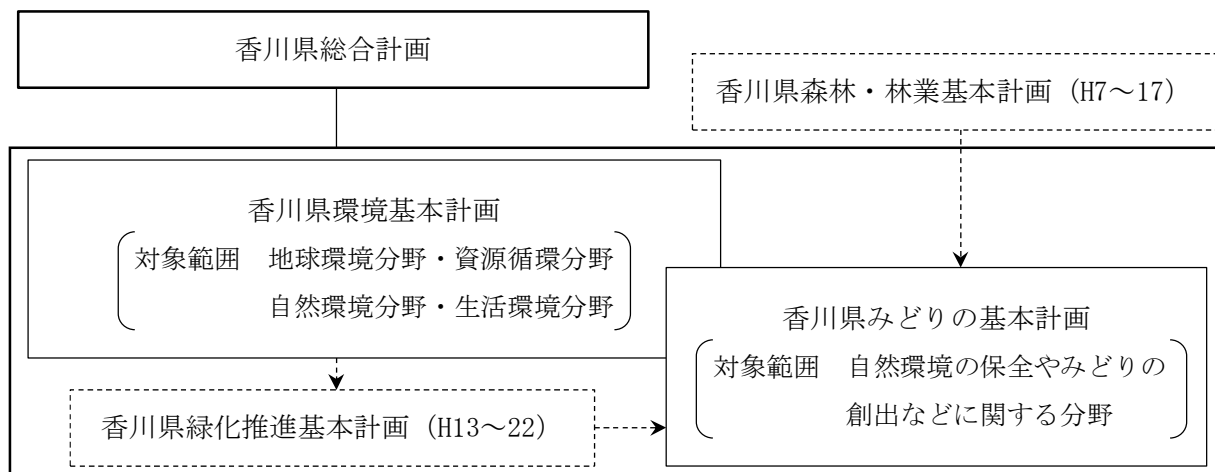 香川県総合計画
香川県森林・林業基本計画（H7～17）
香川県環境基本計画
対象範囲　地球環境分野・資源循環分野
自然環境分野・生活環境分野
香川県みどりの基本計画
対象範囲　自然環境の保全やみどりの
創出などに関する分野
香川県緑化推進基本計画（H13～22）